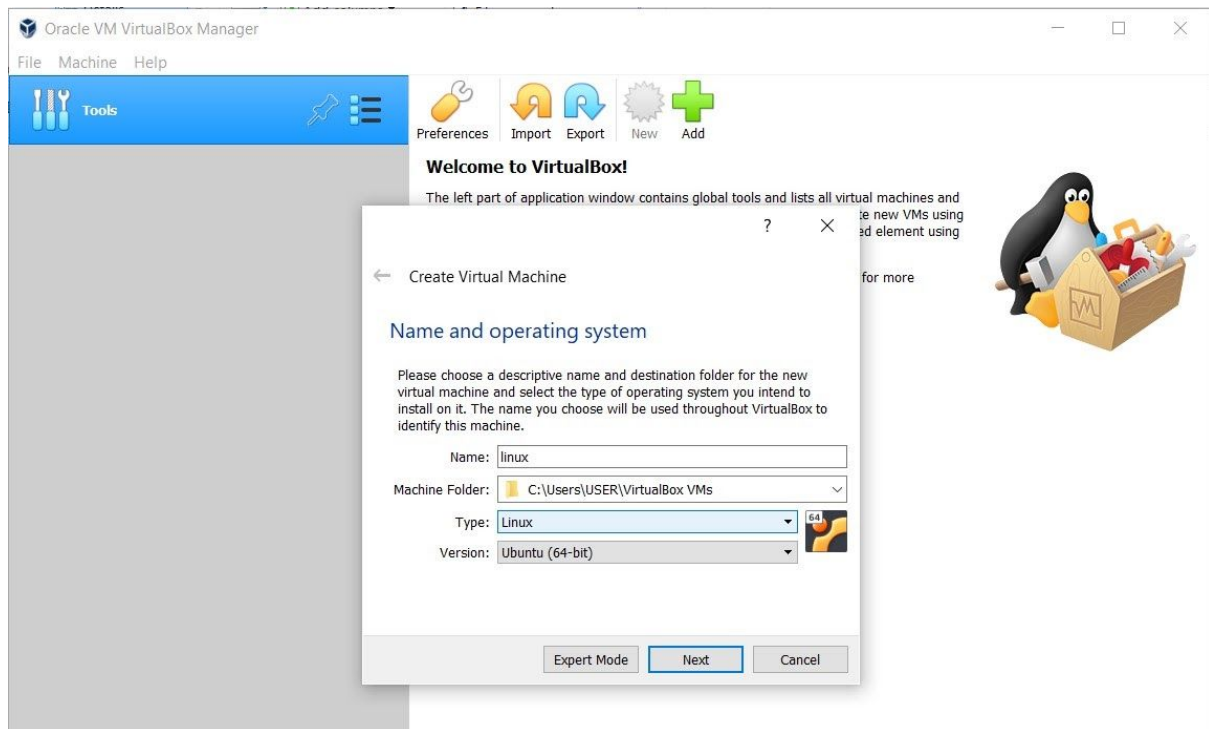 Oracle VM VirtualBox Manager
File Machine Help
Tools
Preferences Import Export New Add
Welcome to VirtualBox!
The left part of application window contains global tools and lists all virtual machines and
te new VMs using
ed element using
for more
?
Create Virtual Machine
Name and operating system
Please choose a descriptive name and destination folder for the new
virtual machine and select the type of operating system you intend to
install on it. The name you choose will be used throughout VirtualBox to
identify this machine.
Name: linux
Machine Folder: C:\Users\USER\VirtualBox VMs
Type: Linux
64
Version: Ubuntu (64-bit)
Expert Mode Next Cancel